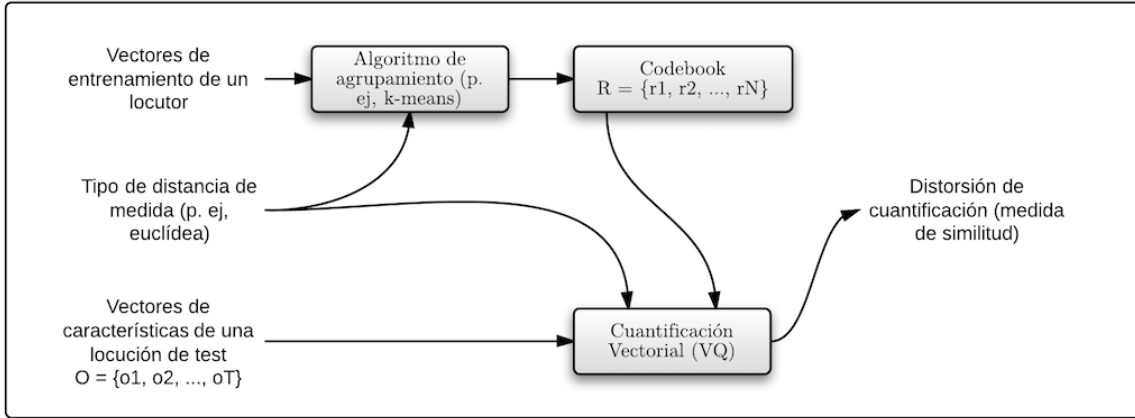 Vectores de
entrenamiento de un
locutor
Algoritmo de
agrupamiento (p.
ej, k-means)
Codebook
R = {r1, r2, ..., rN}
Tipo de distancia de
medida (p. ej,
euclídea)
Distorsión de
cuantificación (medida
de similitud)
Vectores de
características de una
locución de test
O = {o1, o2, ..., oT}
Cuantificación
Vectorial (VQ)